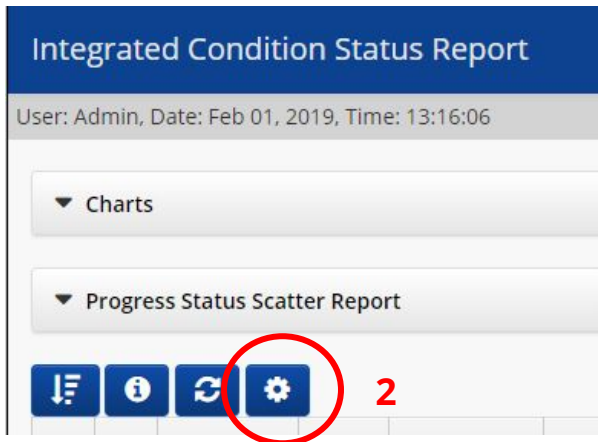 Integrated Condition Status Report
User: Admin, Date: Feb 01, 2019, Time: 13:16:06
Charts
Progress Status Scatter Report
2